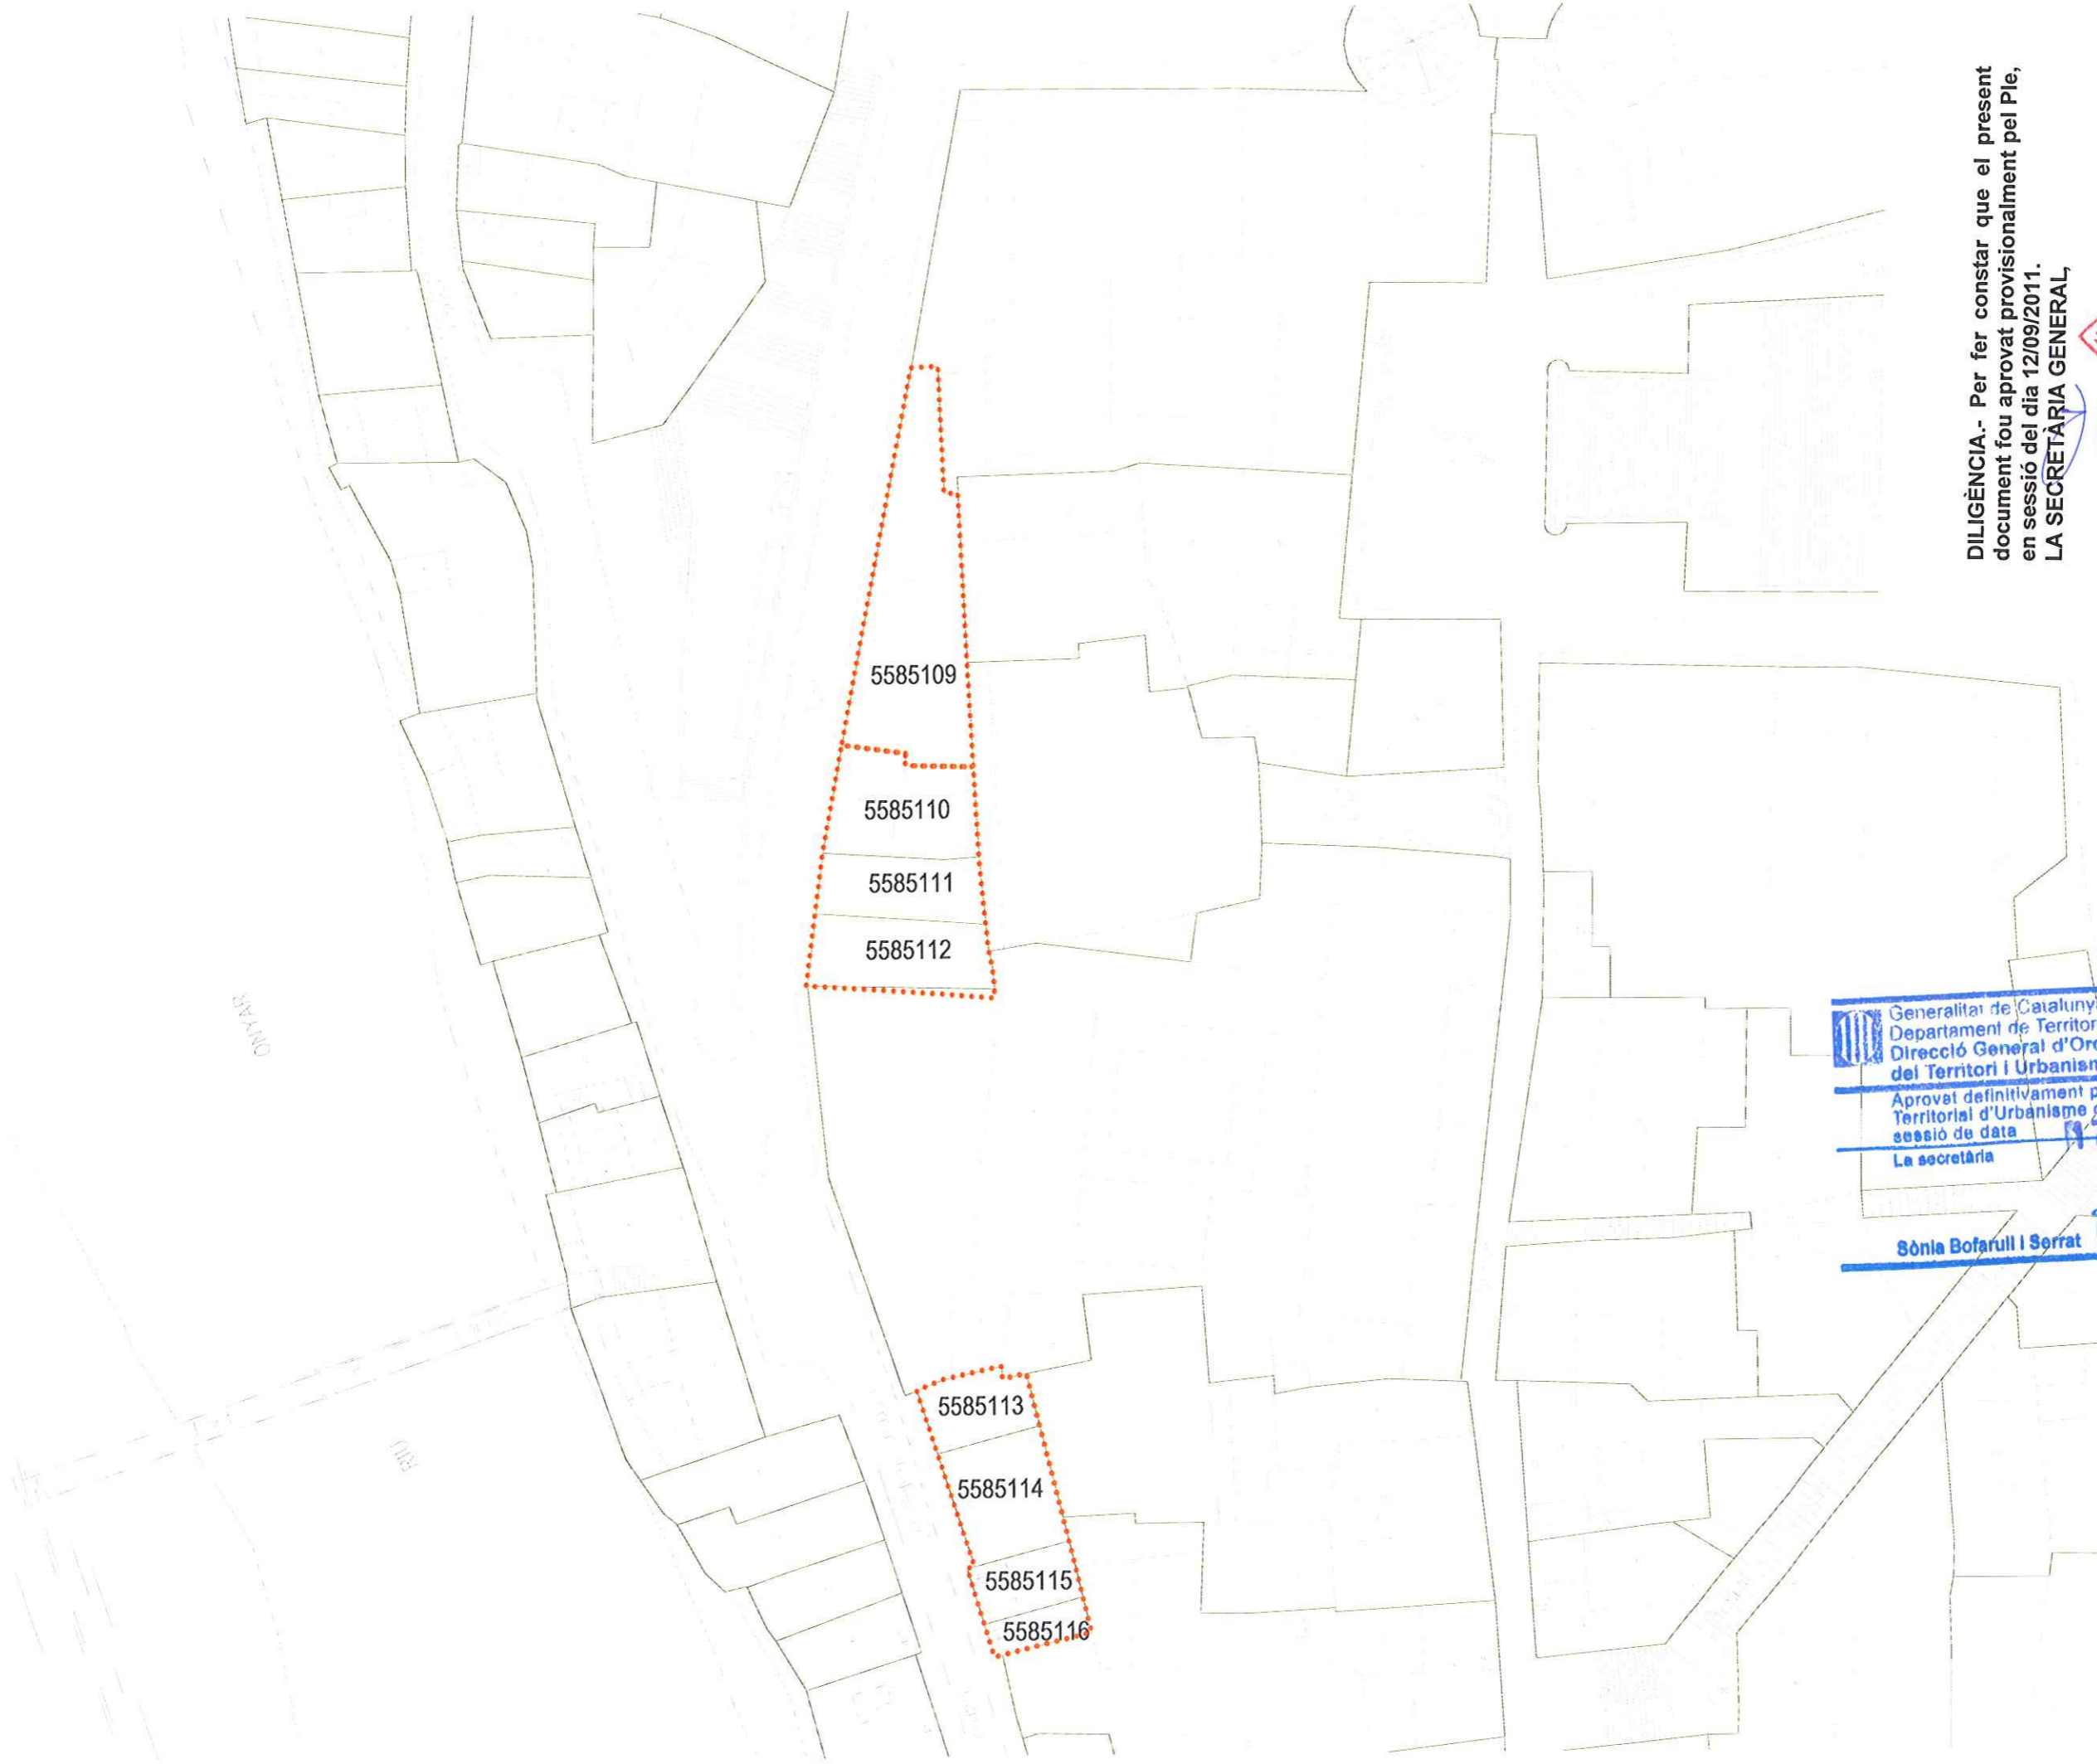 DILIGÈNCIA.- Per fer constar que el present
document fou aprovat provisionalment pel Ple,
en sessió del dia 12/09/2011.
LA SECRETÀRIA GENERAL,
5585109
5585110
5585111
5585112
ONYAR
RIU
5585113
5585114
5585115
5585116
Generalitat de Cataluny
Departament de Territor
Direcció General d'Ord
del Territori i Urbanism
Aprovat definitivament p
Territorial d'Urbanisme d
sessió de data
La secretària
Sònia Bofarull i Serrat